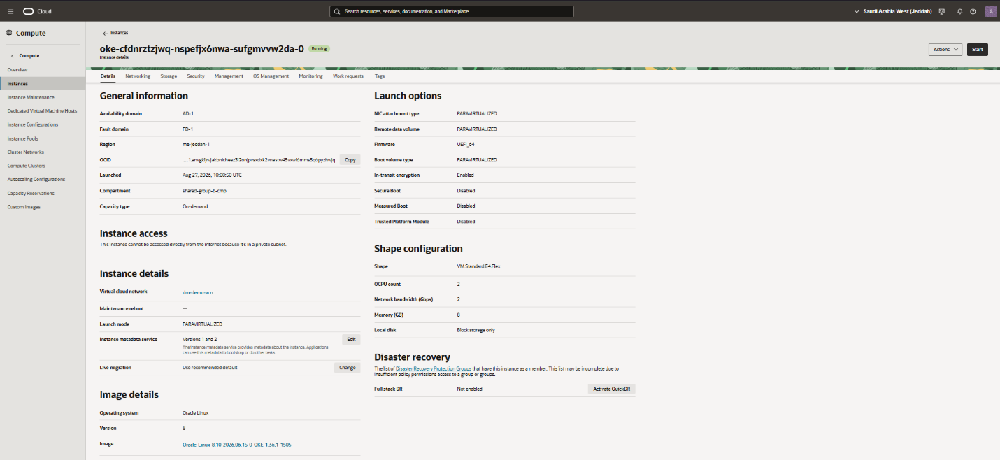 Cloud
Search resources, services, documentation, and Marketplace
Saudi Arabia West (Jeddah)
A
Compute
Compute
Overview
Instances
Instance Maintenance
Dedicated Virtual Machine Hosts
Instance Configurations
Instance Pools
Cluster Networks
Compute Clusters
Autoscaling Configurations
Capacity Reservations
Custom Images
Instances
oke-cfdnrztzjwq-nspefjx6nwa-sufgmvvw2da-0 Running
Instance details
Actions
Start
Details Networking Storage Security Management OS Management Monitoring Work requests Tags
General information
Availability domain AD-1
Fault domain FD-1
Region me-jeddah-1
OCID Copy
Launched Aug 27, 2026, 10:00:50 UTC
Compartment shared-group-b-cmp
Capacity type On-demand
Instance access
This instance cannot be accessed directly from the Internet because it's in a private subnet.
Instance details
Virtual cloud network dm-demo-vcn
Maintenance reboot —
Launch mode PARAVIRTUALIZED
Instance metadata service Versions 1 and 2 Edit
The instance metadata service provides metadata about the instance. Applications
can use this metadata to bootstrap or do other tasks.
Live migration Use recommended default Change
Image details
Operating system Oracle Linux
Version 8
Image Oracle-Linux-8.10-2026.06.15-0-OKE-1.36.1-1505
Launch options
NIC attachment type PARAVIRTUALIZED
Remote data volume PARAVIRTUALIZED
Firmware UEFI_64
Boot volume type PARAVIRTUALIZED
In-transit encryption Enabled
Secure Boot Disabled
Measured Boot Disabled
Trusted Platform Module Disabled
Shape configuration
Shape VM.Standard.E4.Flex
OCPU count 2
Network bandwidth (Gbps) 2
Memory (GB) 8
Local disk Block storage only
Disaster recovery
The list of Disaster Recovery Protection Groups that have this instance as a member. This list may be incomplete due to
insufficient policy permissions access to a group or groups.
Full stack DR Not enabled Activate QuickDR